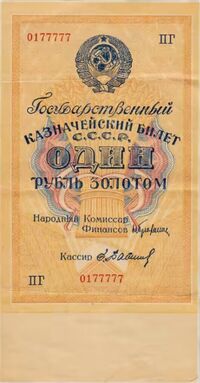 0177777 ПГ
Государственный
КАЗНАЧЕЙСКИЙ БИЛЕТ
С.С.С.Р.
ОДИН
РУБЛЬ ЗОЛОТОМ
Народный Комиссар
Финансов
Кассир
ПГ 0177777